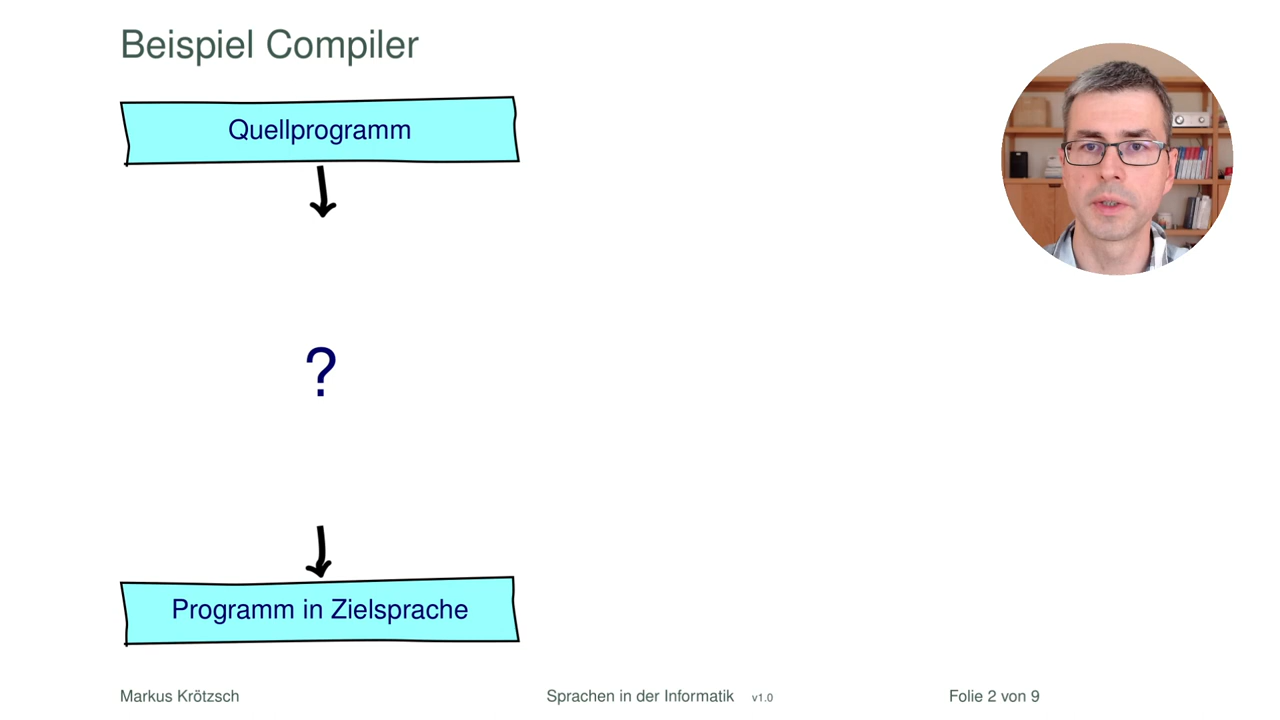 Beispiel Compiler
Quellprogramm
?
Programm in Zielsprache
Markus Krötzsch
Sprachen in der Informatik v1.0
Folie 2 von 9